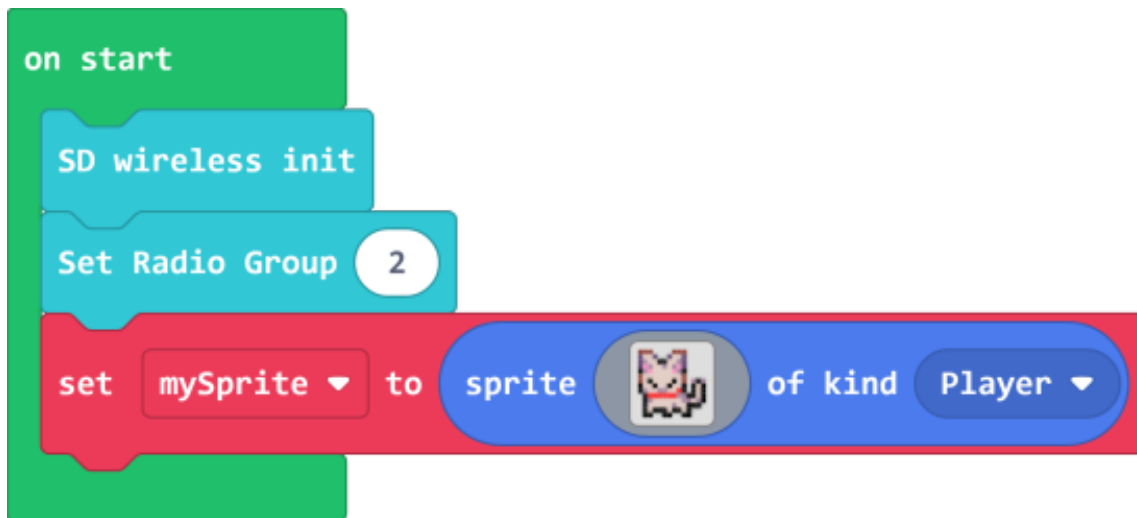 on start
SD wireless init
Set Radio Group 2
set mySprite to sprite of kind Player